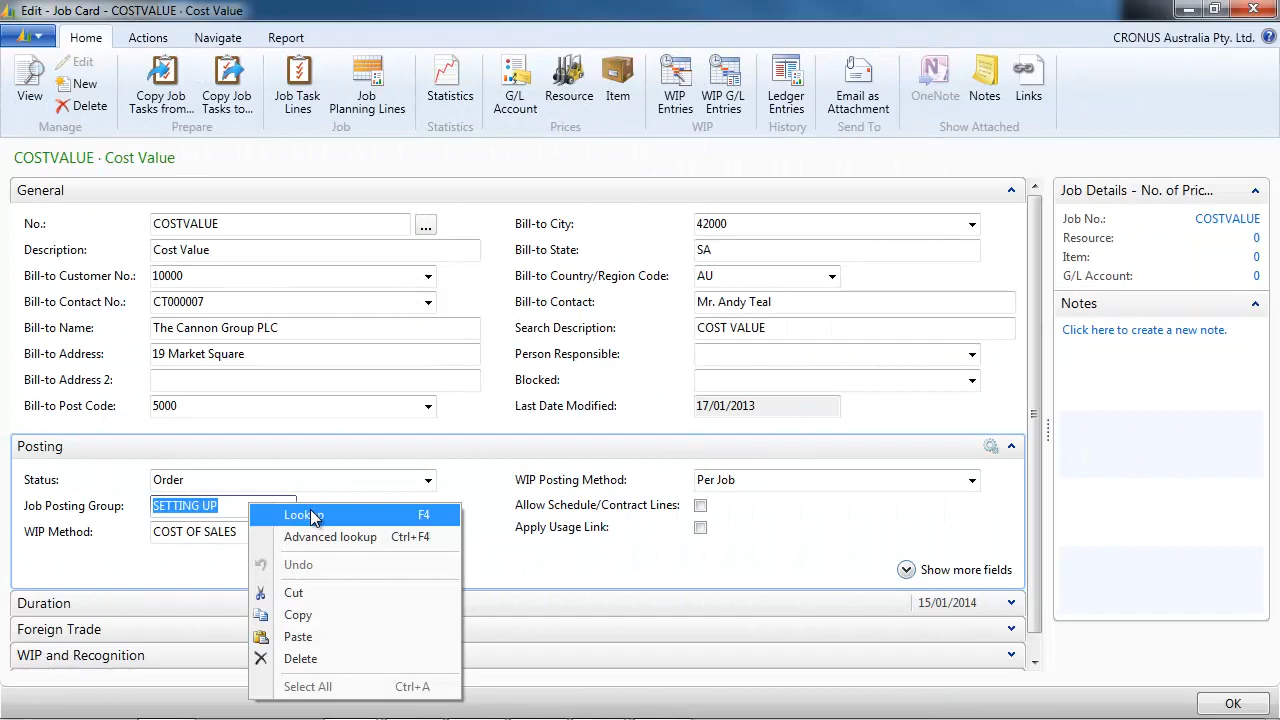 Edit - Job Card - COSTVALUE · Cost Value
Home Actions Navigate Report CRONUS Australia Pty. Ltd.
View Edit New Delete Copy Job Tasks from... Copy Job Tasks to... Job Task Lines Job Planning Lines Statistics G/L Account Resource Item WIP Entries WIP G/L Entries Ledger Entries Email as Attachment OneNote Notes Links
Manage Prepare Job Statistics Prices WIP History Send To Show Attached
COSTVALUE · Cost Value
General
No.: COSTVALUE ...
Description: Cost Value
Bill-to Customer No.: 10000
Bill-to Contact No.: CT000007
Bill-to Name: The Cannon Group PLC
Bill-to Address: 19 Market Square
Bill-to Address 2:
Bill-to Post Code: 5000
Bill-to City: 42000
Bill-to State: SA
Bill-to Country/Region Code: AU
Bill-to Contact: Mr. Andy Teal
Search Description: COST VALUE
Person Responsible:
Blocked:
Last Date Modified: 17/01/2013
Posting
Status: Order
Job Posting Group: SETTING UP
WIP Method: COST OF SALES
WIP Posting Method: Per Job
Allow Schedule/Contract Lines:
Apply Usage Link:
Show more fields
Lookup F4
Advanced lookup Ctrl+F4
Undo
Cut
Copy
Paste
Delete
Select All Ctrl+A
Duration 15/01/2014
Foreign Trade
WIP and Recognition
Job Details - No. of Pric...
Job No.: COSTVALUE
Resource: 0
Item: 0
G/L Account: 0
Notes
Click here to create a new note.
OK